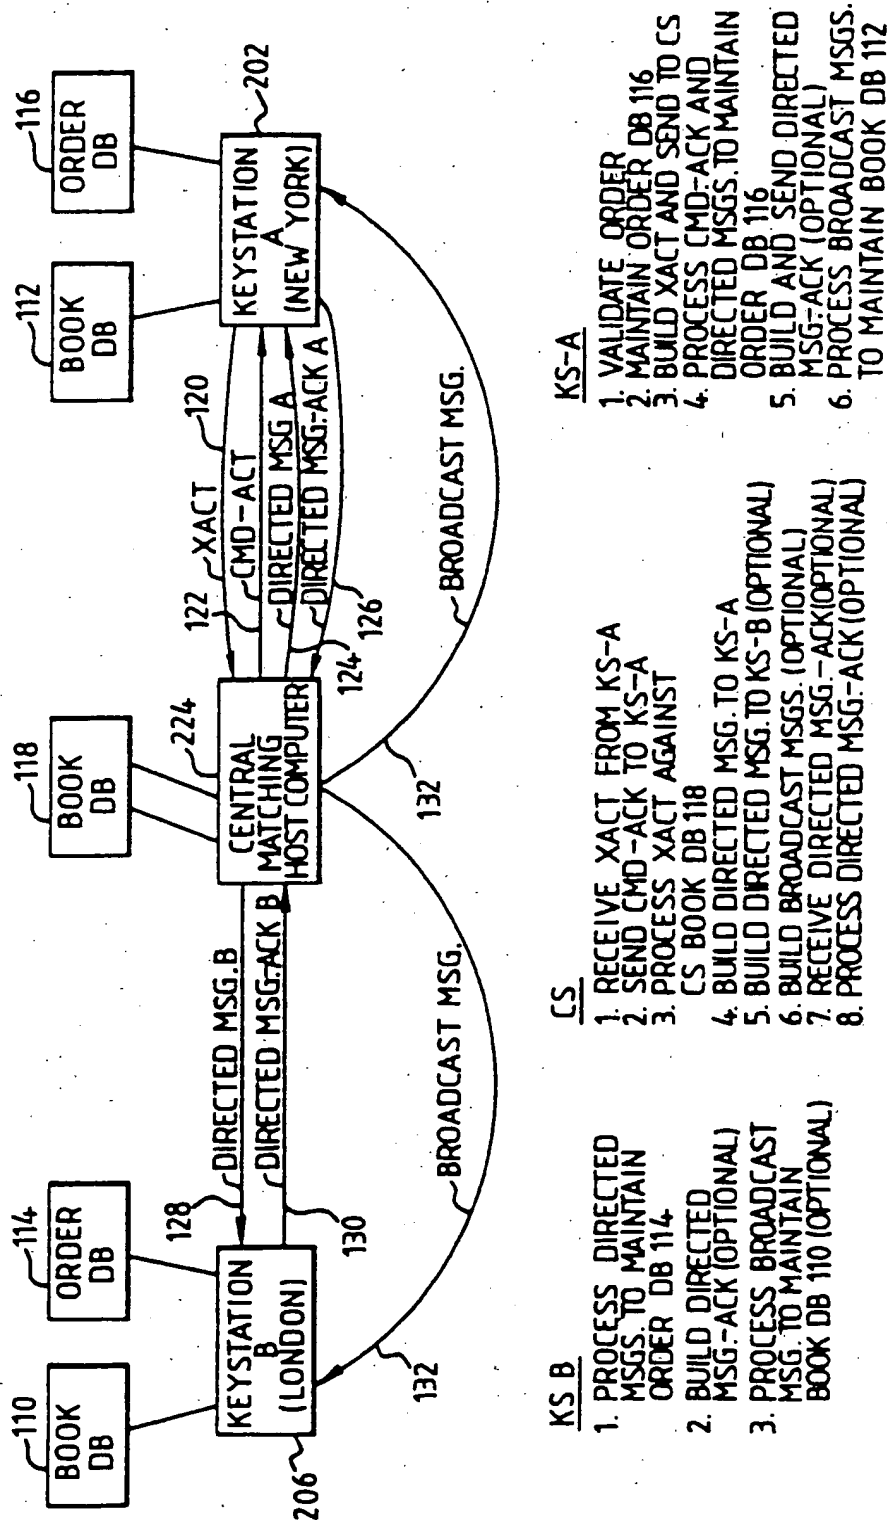 110
BOOK
DB
114
ORDER
DB
118
BOOK
DB
112
BOOK
DB
116
ORDER
DB
206
KEYSTATION
B
(LONDON)
128
DIRECTED MSG.B
DIRECTED MSG.-ACK B
130
224
CENTRAL
MATCHING
HOST COMPUTER
XACT
120
122
CMD-ACT
DIRECTED MSG A
124
DIRECTED MSG.-ACK A
126
202
KEYSTATION
A
(NEW YORK)
132
BROADCAST MSG.
132
BROADCAST MSG.
KS B
1. PROCESS DIRECTED
MSGS. TO MAINTAIN
ORDER DB 114
2. BUILD DIRECTED
MSG.-ACK (OPTIONAL)
3. PROCESS BROADCAST
MSG. TO MAINTAIN
BOOK DB 110 (OPTIONAL)
CS
1. RECEIVE XACT FROM KS-A
2. SEND CMD-ACK TO KS-A
3. PROCESS XACT AGAINST
CS BOOK DB 118
4. BUILD DIRECTED MSG. TO KS-A
5. BUILD DIRECTED MSG. TO KS-B (OPTIONAL)
6. BUILD BROADCAST MSGS. (OPTIONAL)
7. RECEIVE DIRECTED MSG.-ACK(OPTIONAL)
8. PROCESS DIRECTED MSG.-ACK (OPTIONAL)
KS-A
1. VALIDATE ORDER
2. MAINTAIN ORDER DB 116
3. BUILD XACT AND SEND TO CS
4. PROCESS CMD-ACK AND
DIRECTED MSGS. TO MAINTAIN
ORDER DB 116
5. BUILD AND SEND DIRECTED
MSG-ACK (OPTIONAL)
6. PROCESS BROADCAST MSGS.
TO MAINTAIN BOOK DB 112